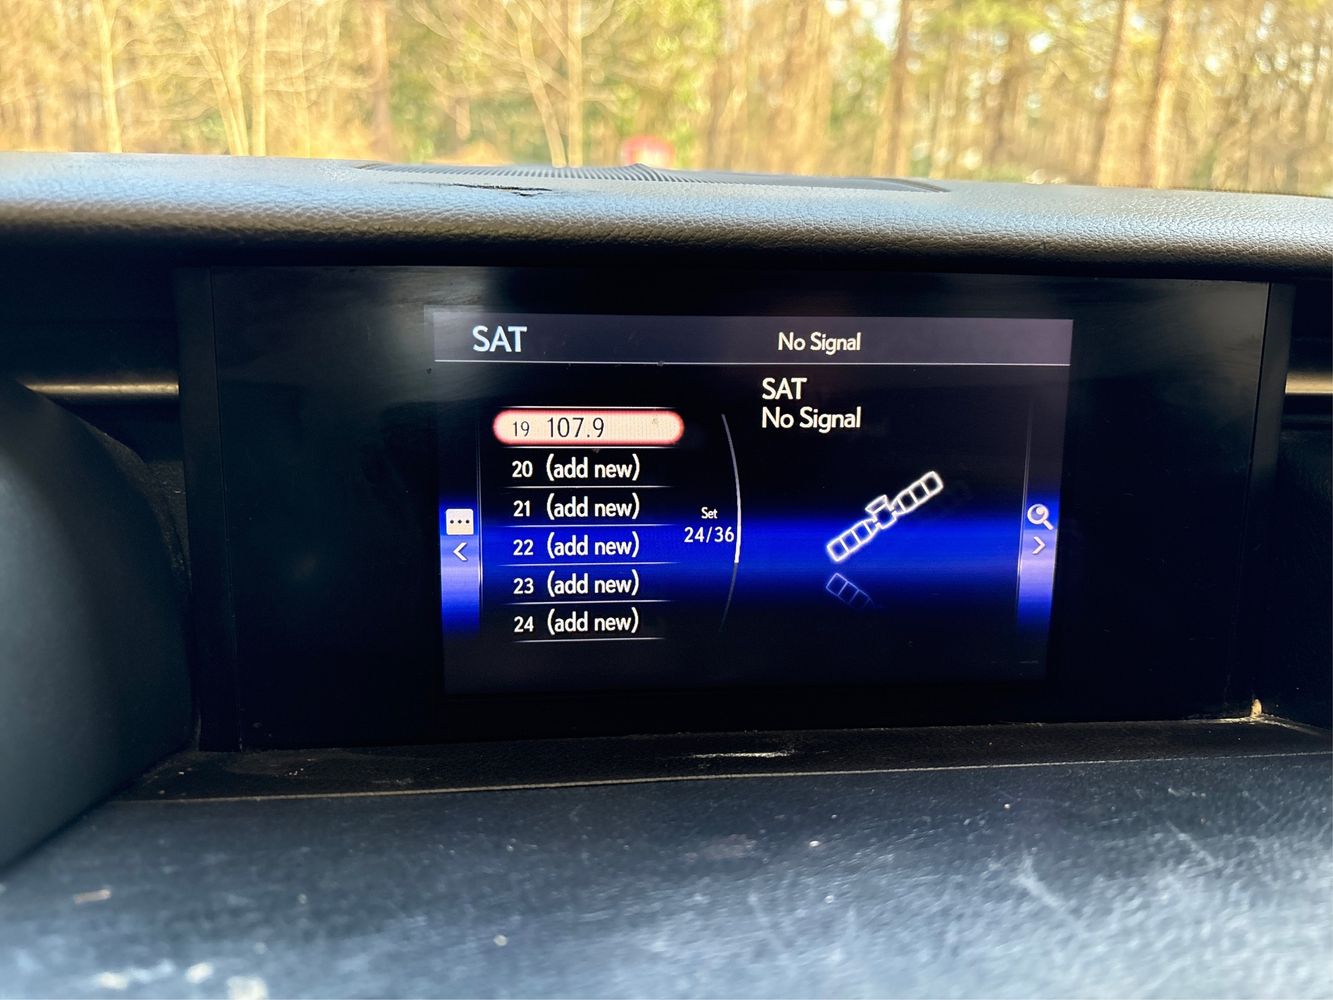 SAT
No Signal
SAT
No Signal
19 107.9
20 (add new)
21 (add new)
22 (add new)
23 (add new)
24 (add new)
Set
24/36